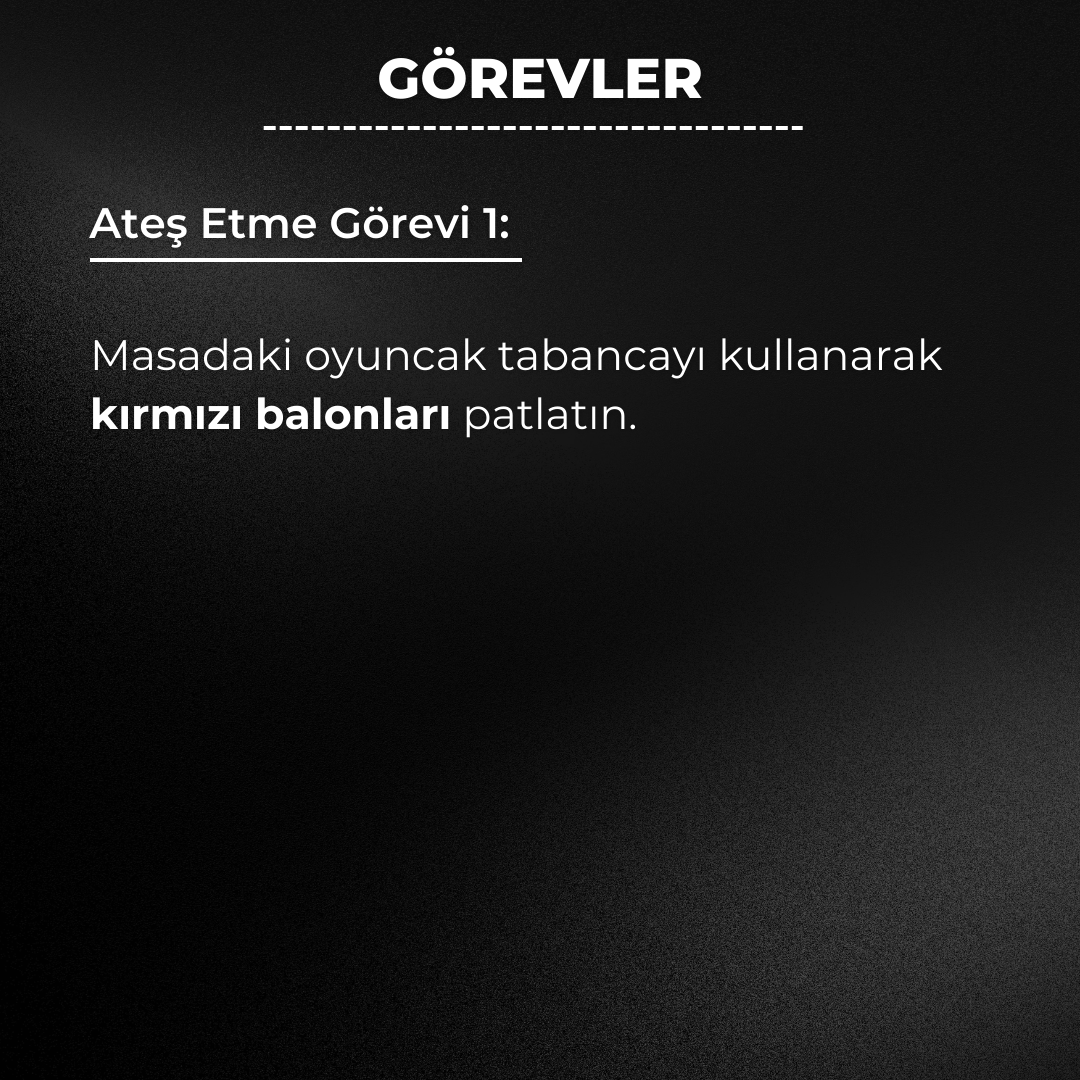 GÖREVLER
----------------------------------
Ateş Etme Görevi 1:
Masadaki oyuncak tabancayı kullanarak
kırmızı balonları patlatın.